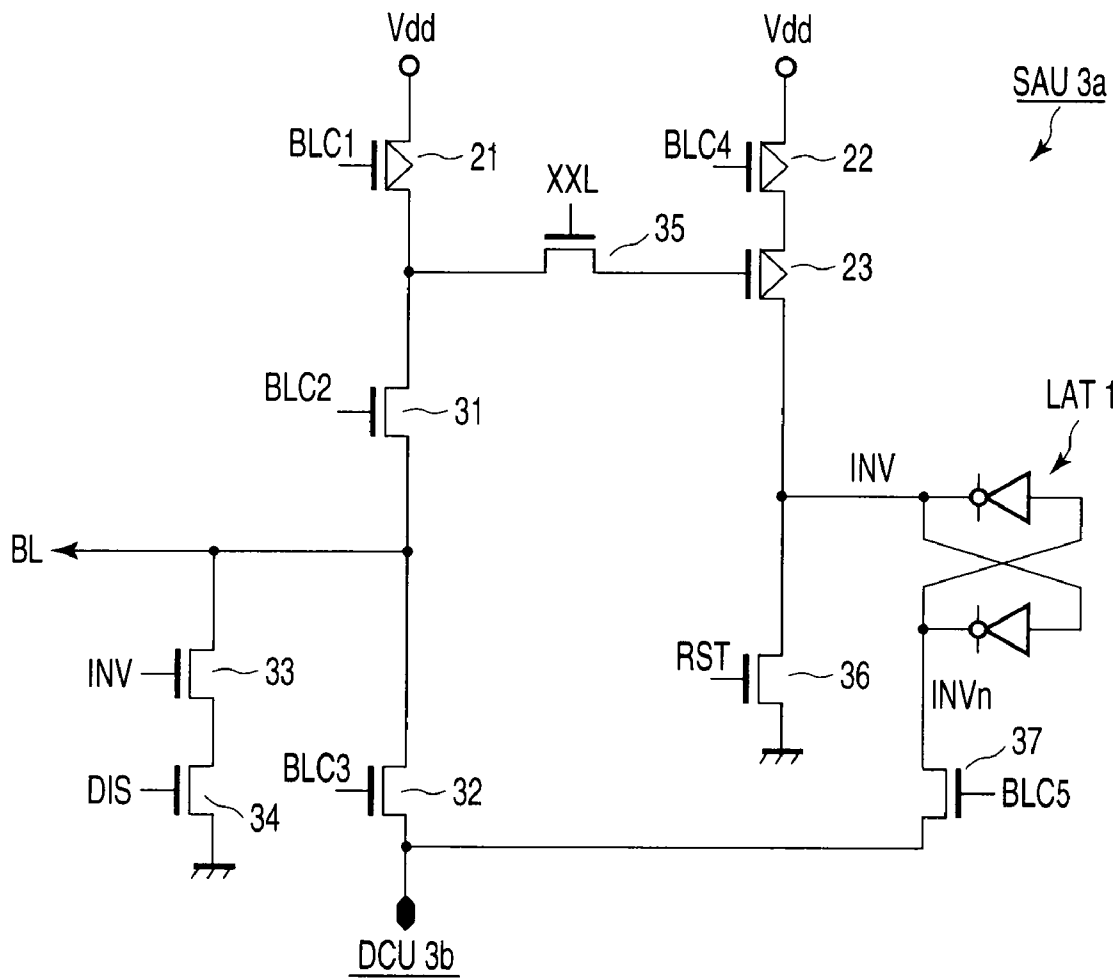 Vdd
Vdd
SAU 3a
BLC1
21
BLC4
22
XXL
35
23
BLC2
31
LAT 1
INV
BL
INV
33
RST
36
INVn
37
DIS
34
BLC3
32
BLC5
DCU 3b